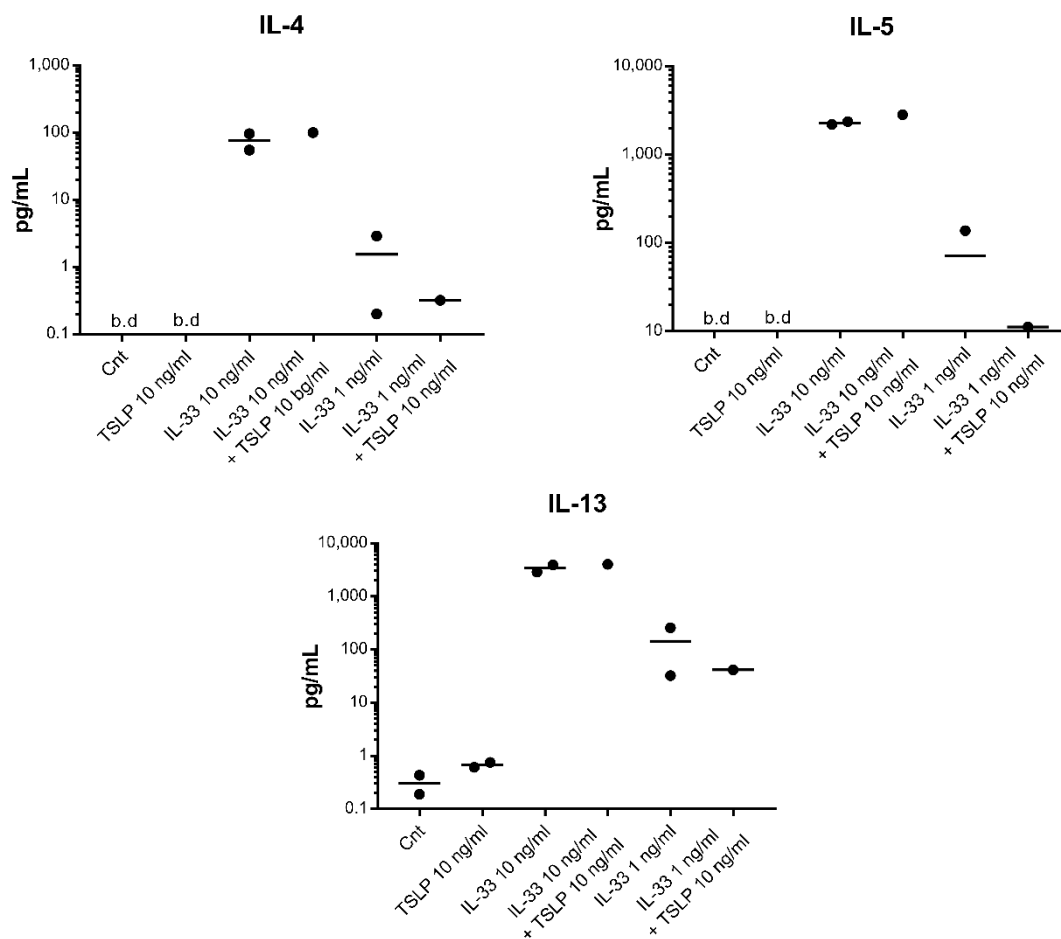 IL-4
pg/mL
1,000
100
10
1
0.1
b.d
b.d
Cnt
TSLP 10 ng/ml
IL-33 10 ng/ml
IL-33 10 ng/ml
+ TSLP 10 bg/ml
IL-33 1 ng/ml
IL-33 1 ng/ml
+ TSLP 10 ng/ml
IL-5
pg/mL
10,000
1,000
100
10
b.d
b.d
Cnt
TSLP 10 ng/ml
IL-33 10 ng/ml
IL-33 10 ng/ml
+ TSLP 10 ng/ml
IL-33 1 ng/ml
IL-33 1 ng/ml
+ TSLP 10 ng/ml
IL-13
pg/mL
10,000
1,000
100
10
1
0.1
Cnt
TSLP 10 ng/ml
IL-33 10 ng/ml
IL-33 10 ng/ml
+ TSLP 10 ng/ml
IL-33 1 ng/ml
IL-33 1 ng/ml
+ TSLP 10 ng/ml